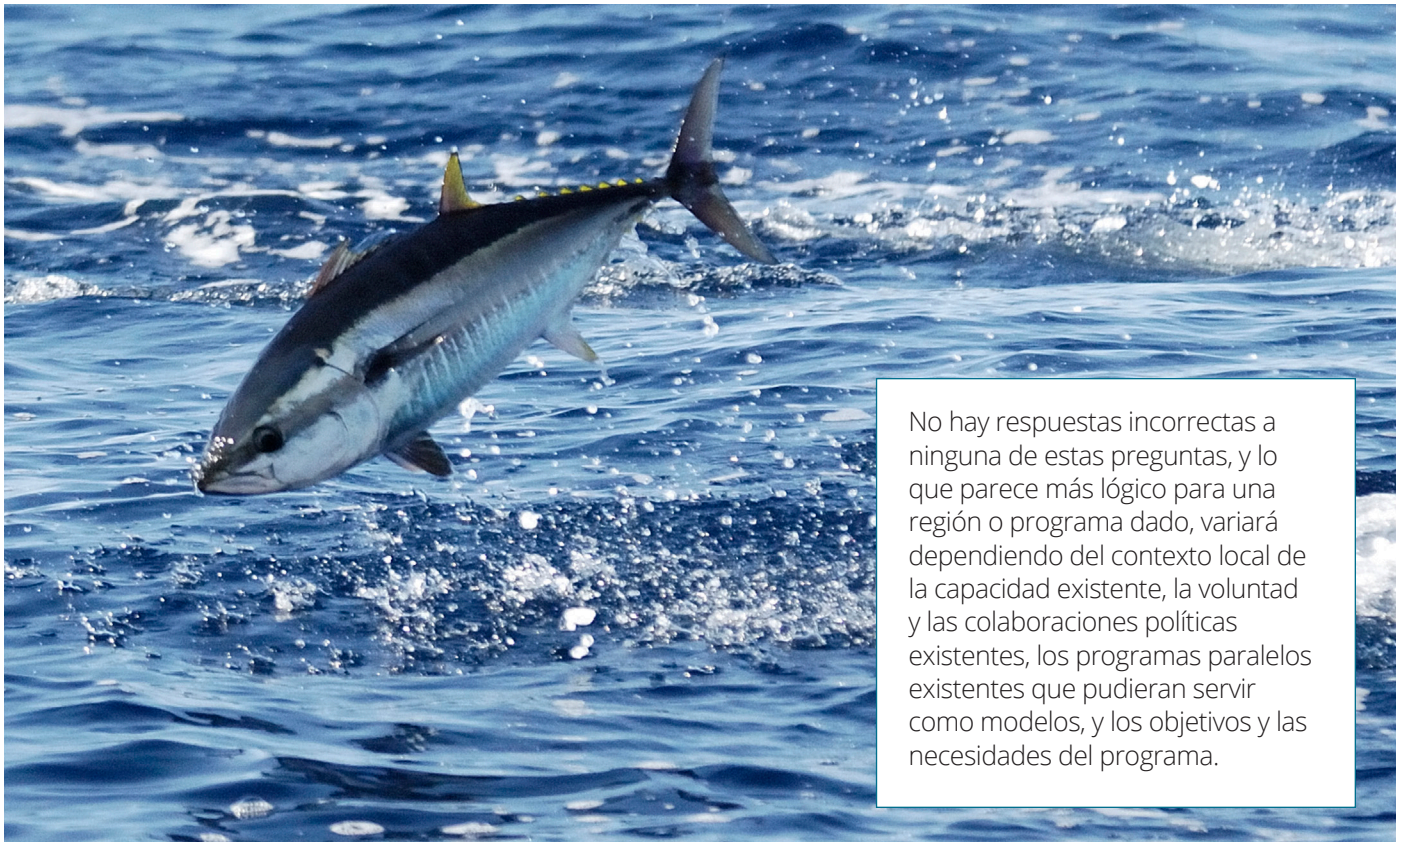 No hay respuestas incorrectas a
ninguna de estas preguntas, y lo
que parece más lógico para una
región o programa dado, variará
dependiendo del contexto local de
la capacidad existente, la voluntad
y las colaboraciones políticas
existentes, los programas paralelos
existentes que pudieran servir
como modelos, y los objetivos y las
necesidades del programa.